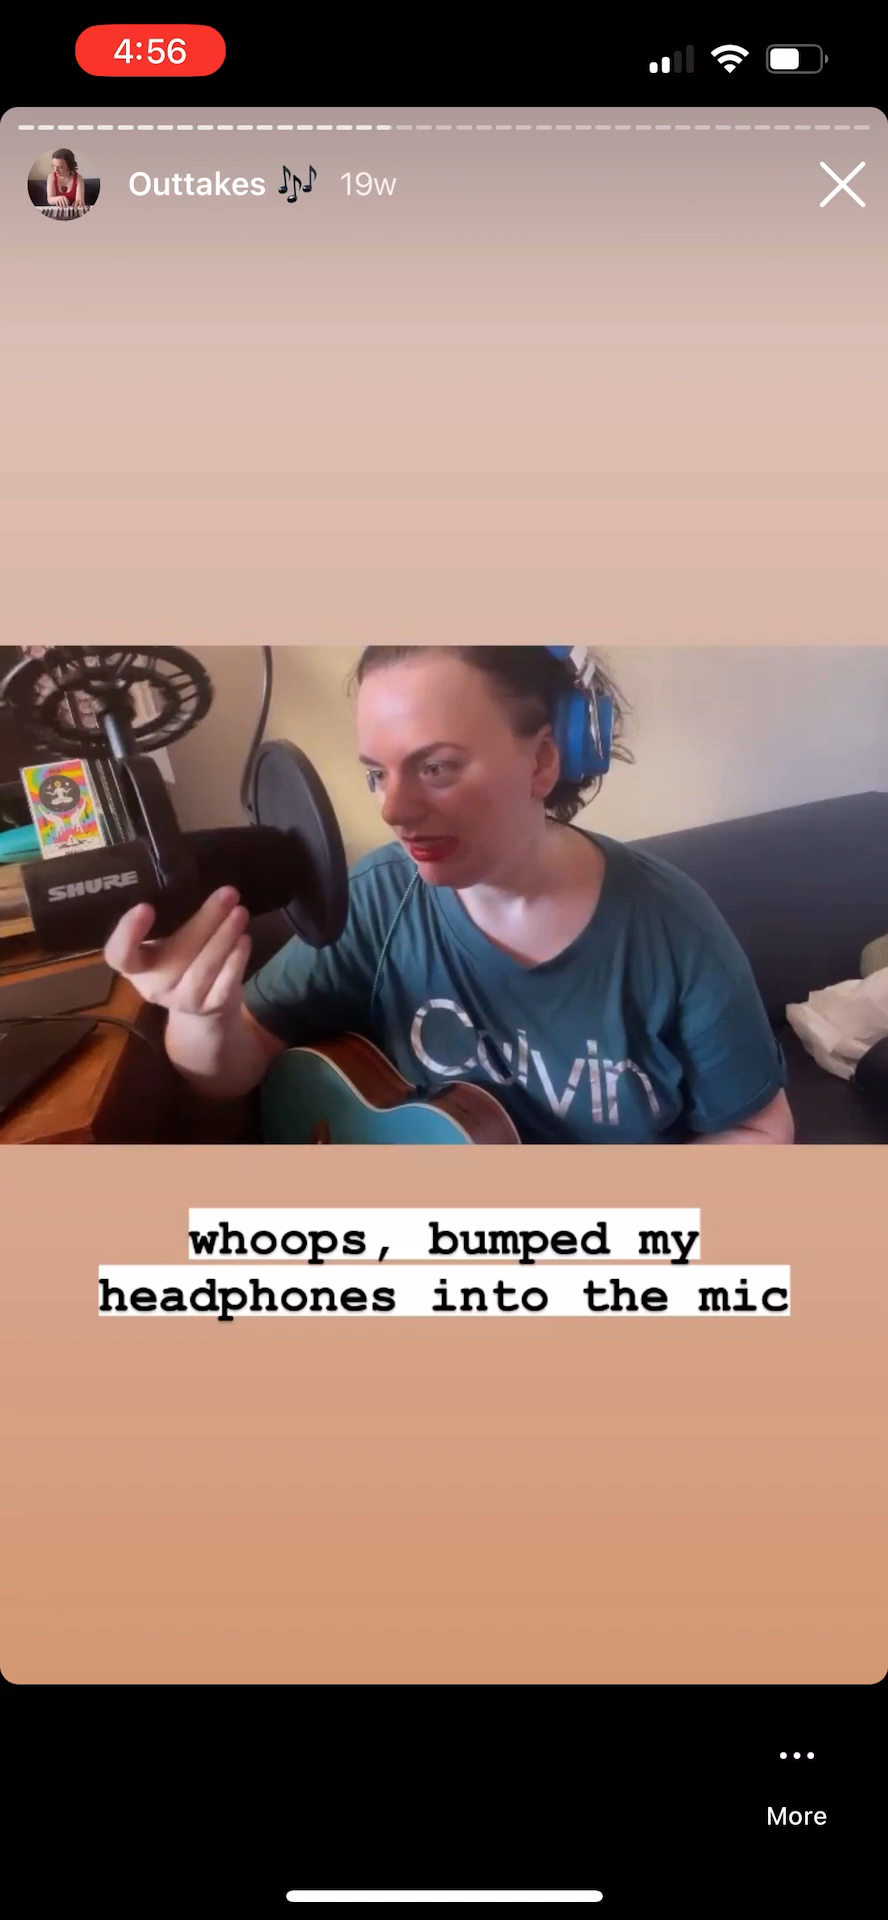 4:56
Outtakes 🎶 19w
SHURE
Calvin
whoops, bumped my
headphones into the mic
More